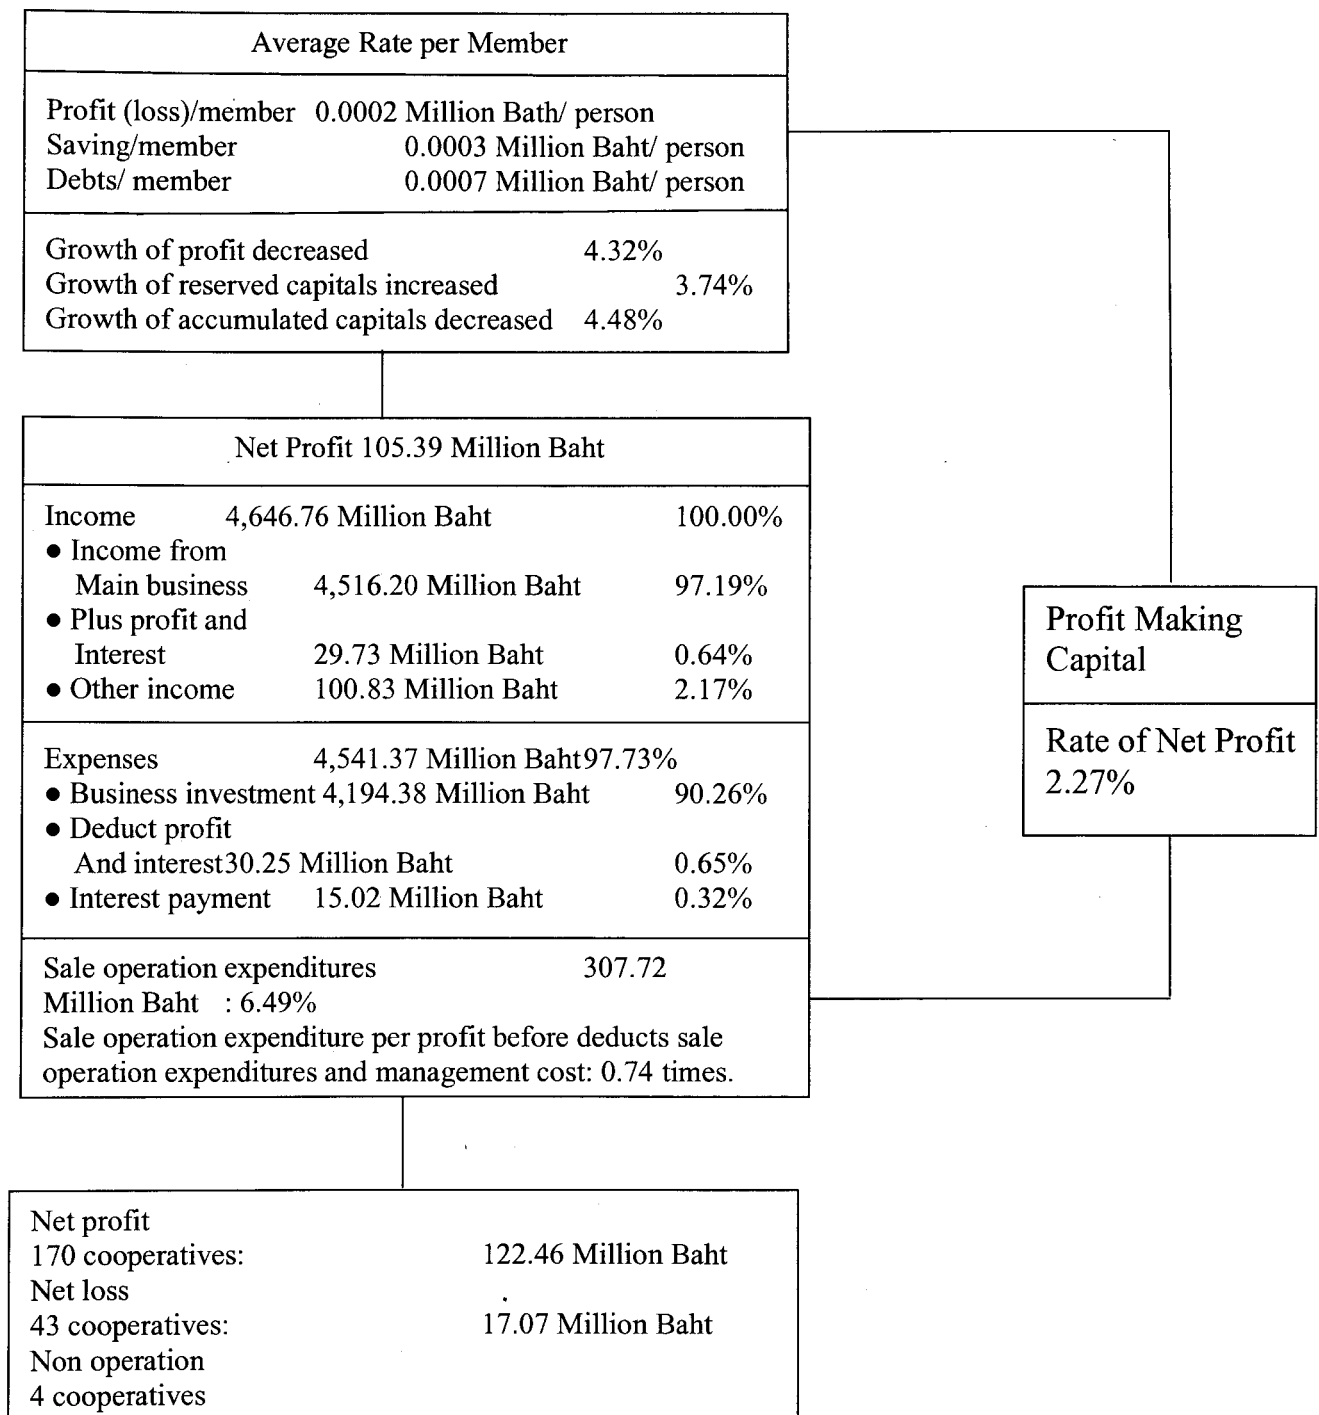 Average Rate per Member
Profit (loss)/member 0.0002 Million Bath/ person
Saving/member 0.0003 Million Baht/ person
Debts/ member 0.0007 Million Baht/ person
Growth of profit decreased 4.32%
Growth of reserved capitals increased 3.74%
Growth of accumulated capitals decreased 4.48%
Net Profit 105.39 Million Baht
Income 4,646.76 Million Baht 100.00%
● Income from
Main business 4,516.20 Million Baht 97.19%
● Plus profit and
Interest 29.73 Million Baht 0.64%
● Other income 100.83 Million Baht 2.17%
Expenses 4,541.37 Million Baht97.73%
● Business investment 4,194.38 Million Baht 90.26%
● Deduct profit
And interest30.25 Million Baht 0.65%
● Interest payment 15.02 Million Baht 0.32%
Sale operation expenditures 307.72
Million Baht : 6.49%
Sale operation expenditure per profit before deducts sale
operation expenditures and management cost: 0.74 times.
Profit Making
Capital
Rate of Net Profit
2.27%
Net profit
170 cooperatives: 122.46 Million Baht
Net loss
43 cooperatives: 17.07 Million Baht
Non operation
4 cooperatives